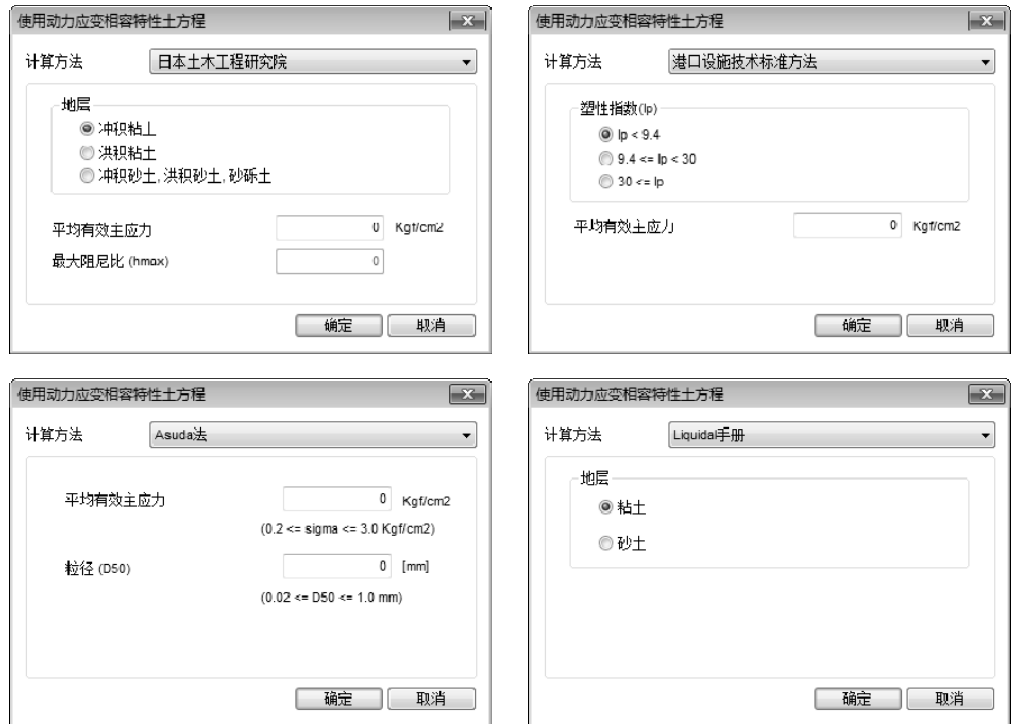 使用动力应变相容特性土方程
计算方法 日本土木工程研究院
地层
冲积粘土
洪积粘土
冲积砂土, 洪积砂土, 砂砾土
平均有效主应力 0 Kgf/cm2
最大阻尼比 (hmax) 0
确定 取消
使用动力应变相容特性土方程
计算方法 港口设施技术标准方法
塑性指数(Ip)
Ip < 9.4
9.4 <= Ip < 30
30 <= Ip
平均有效主应力 0 Kgf/cm2
确定 取消
使用动力应变相容特性土方程
计算方法 Asuda法
平均有效主应力 0 Kgf/cm2
(0.2 <= sigma <= 3.0 Kgf/cm2)
粒径 (D50) 0 [mm]
(0.02 <= D50 <= 1.0 mm)
确定 取消
使用动力应变相容特性土方程
计算方法 Liquidal手册
地层
粘土
砂土
确定 取消